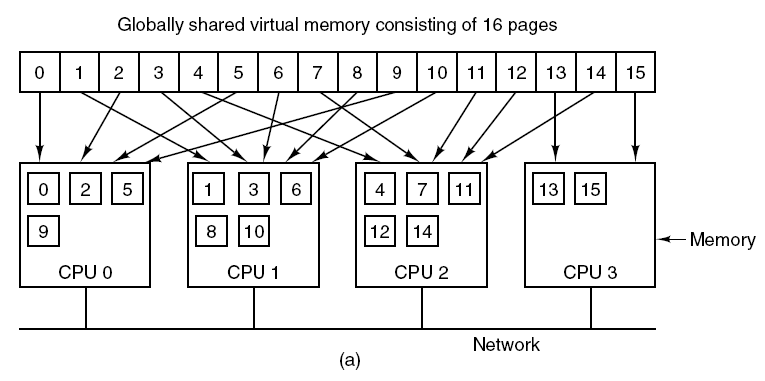 Globally shared virtual memory consisting of 16 pages
0 1 2 3 4 5 6 7 8 9 10 11 12 13 14 15
0 2 5 1 3 6 4 7 11 13 15
9 8 10 12 14
Memory
CPU 0 CPU 1 CPU 2 CPU 3
Network
(a)